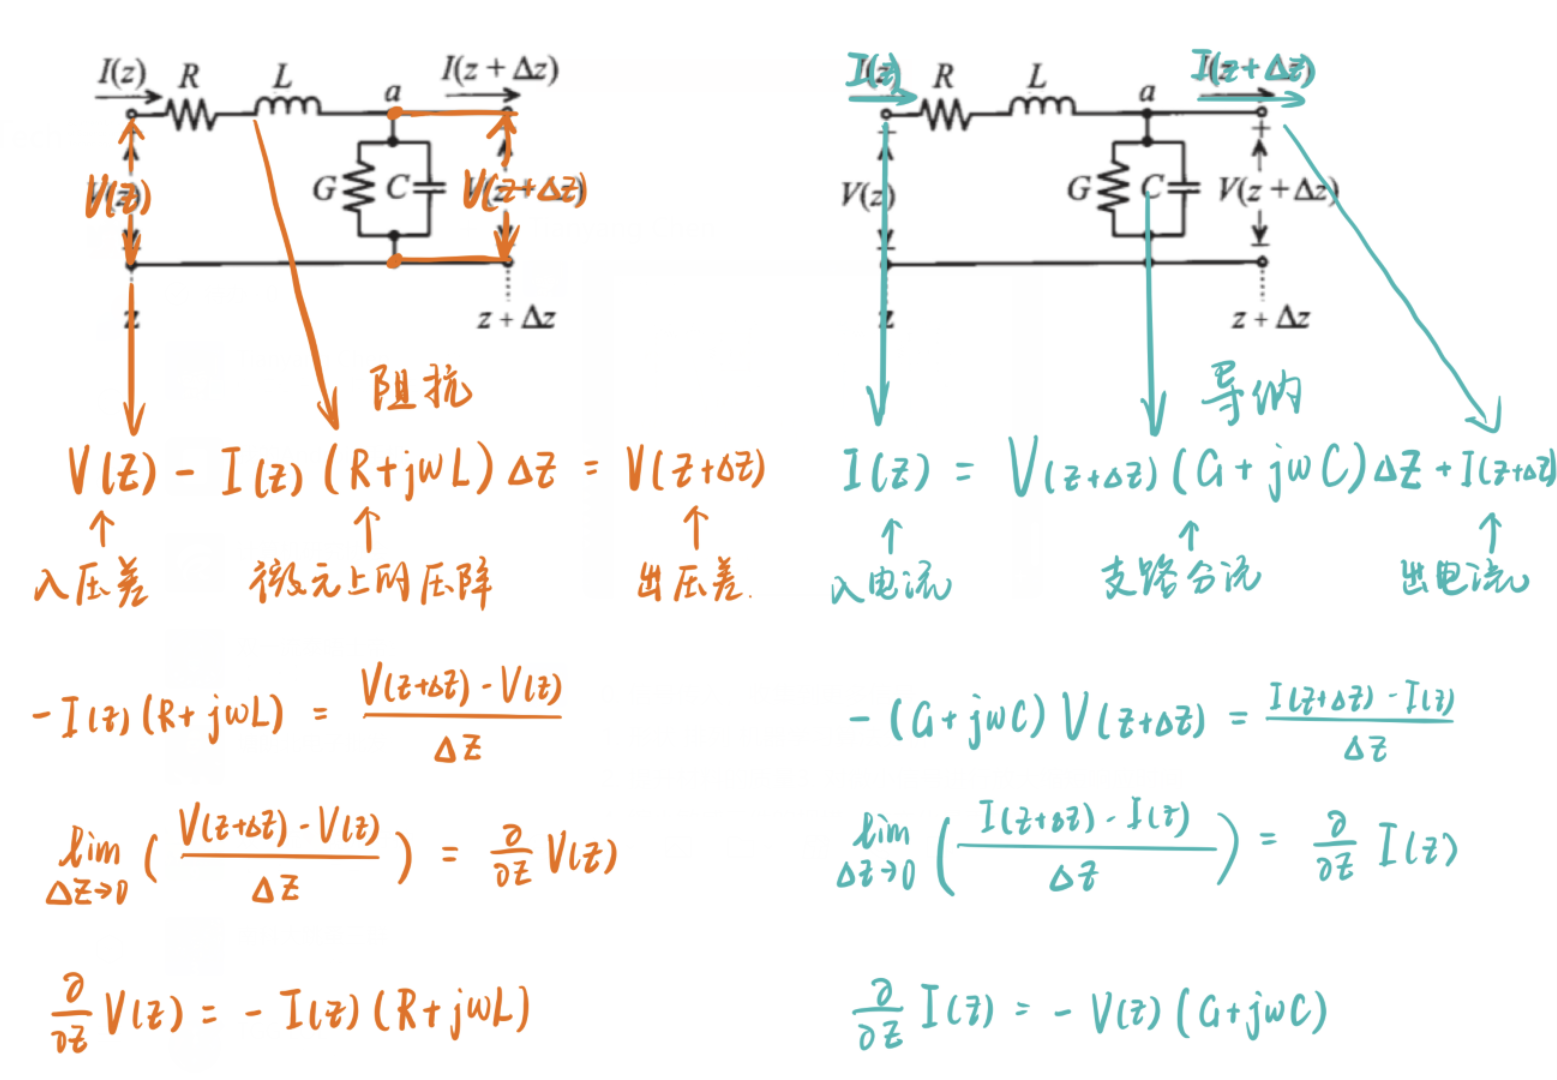 I(z) R L a I(z + Δz)
V(z) G C V(z+Δz)
z z + Δz
阻抗
V(z) - I(z) (R+jωL) Δz = V(z+Δz)
入压差 微元上的压降 出压差.
-I(z) (R+jωL) = V(z+Δz) - V(z) / Δz
lim Δz→0 ( V(z+Δz) - V(z) / Δz ) = ∂/∂z V(z)
∂/∂z V(z) = - I(z) (R+jωL)
I(z) R L a I(z+Δz)
V(z) G C + V(z + Δz) −
z z + Δz
导纳
I(z) = V(z+Δz) (G+jωC) Δz + I(z+Δz)
入电流 支路分流 出电流
- (G+jωC) V(z+Δz) = I(z+Δz) - I(z) / Δz
lim Δz→0 ( I(z+Δz) - I(z) / Δz ) = ∂/∂z I(z)
∂/∂z I(z) = - V(z) (G+jωC)